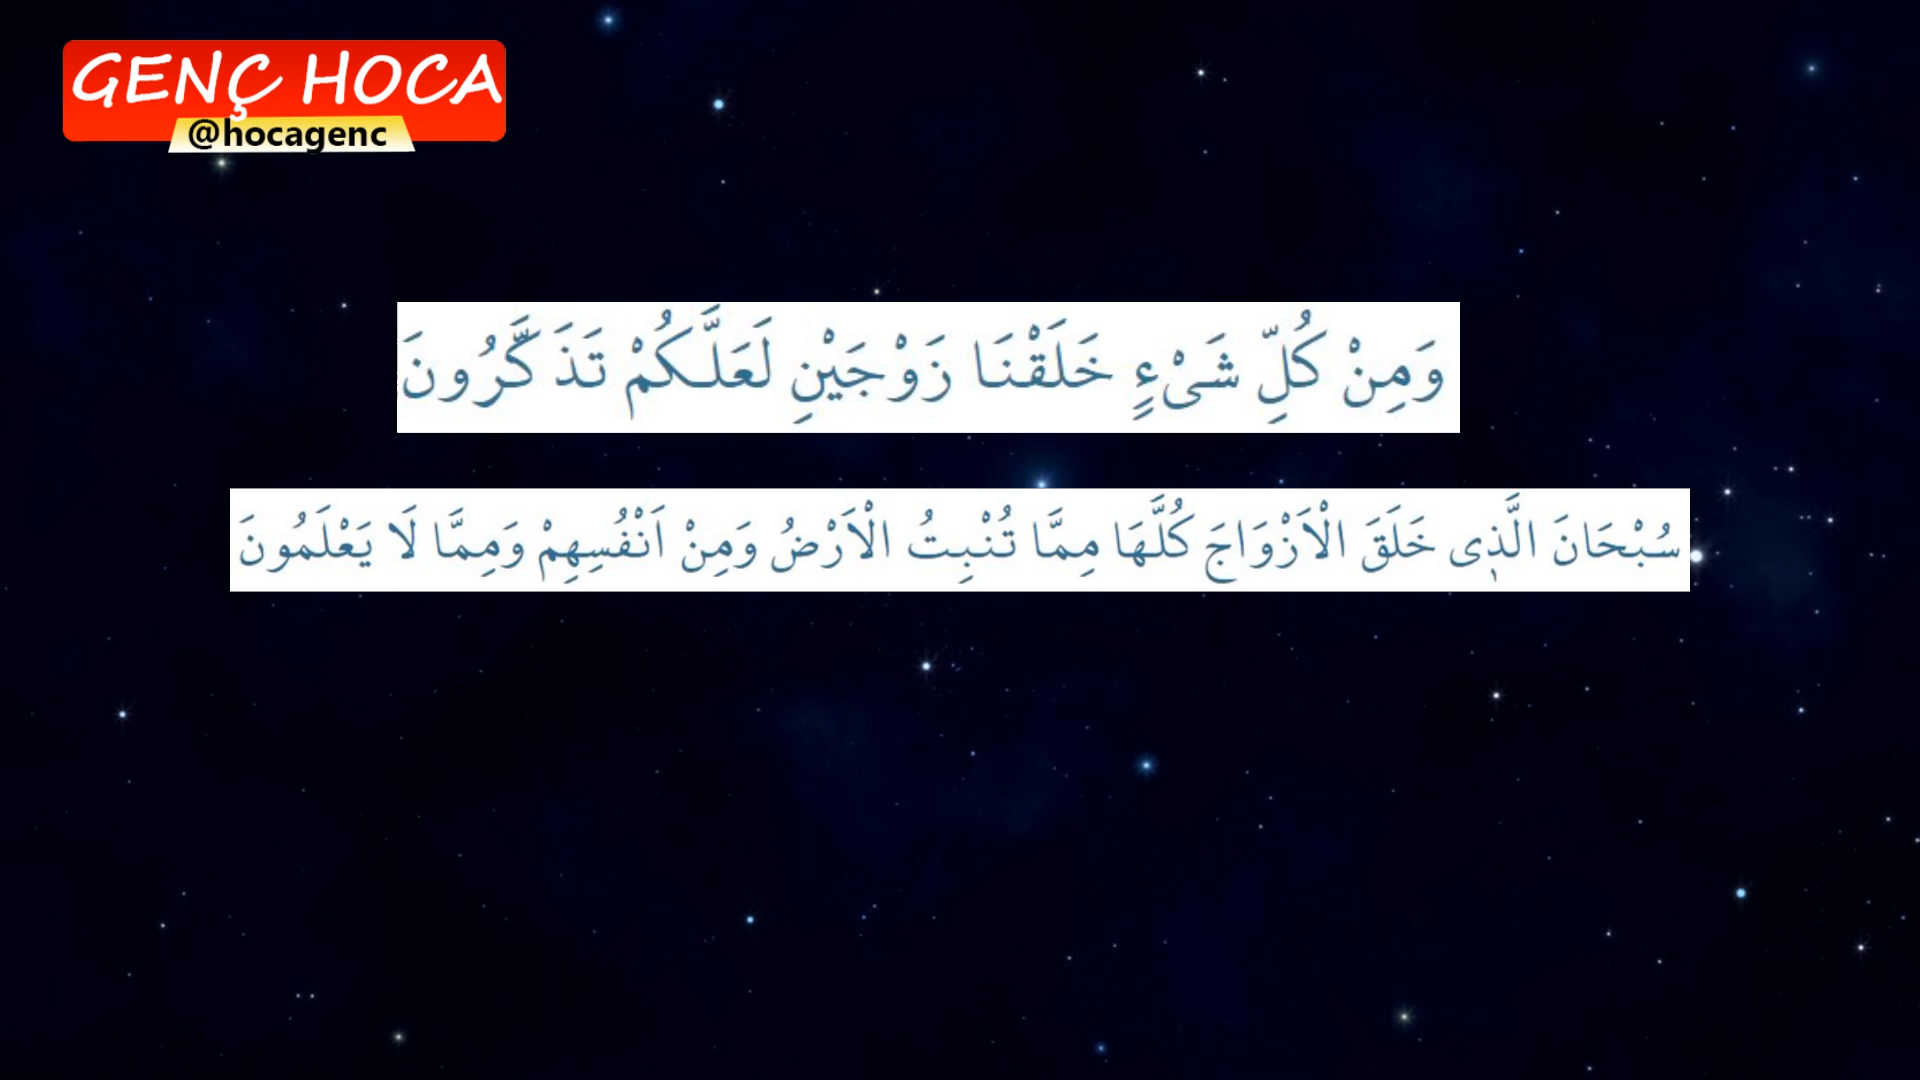 GENÇ HOCA
@hocagenc
وَمِنْ كُلِّ شَىْءٍ خَلَقْنَا زَوْجَيْنِ لَعَلَّكُمْ تَذَكَّرُونَ
سُبْحَانَ الَّذٖى خَلَقَ الْاَزْوَاجَ كُلَّهَا مِمَّا تُنْبِتُ الْاَرْضُ وَمِنْ اَنْفُسِهِمْ وَمِمَّا لَا يَعْلَمُونَ